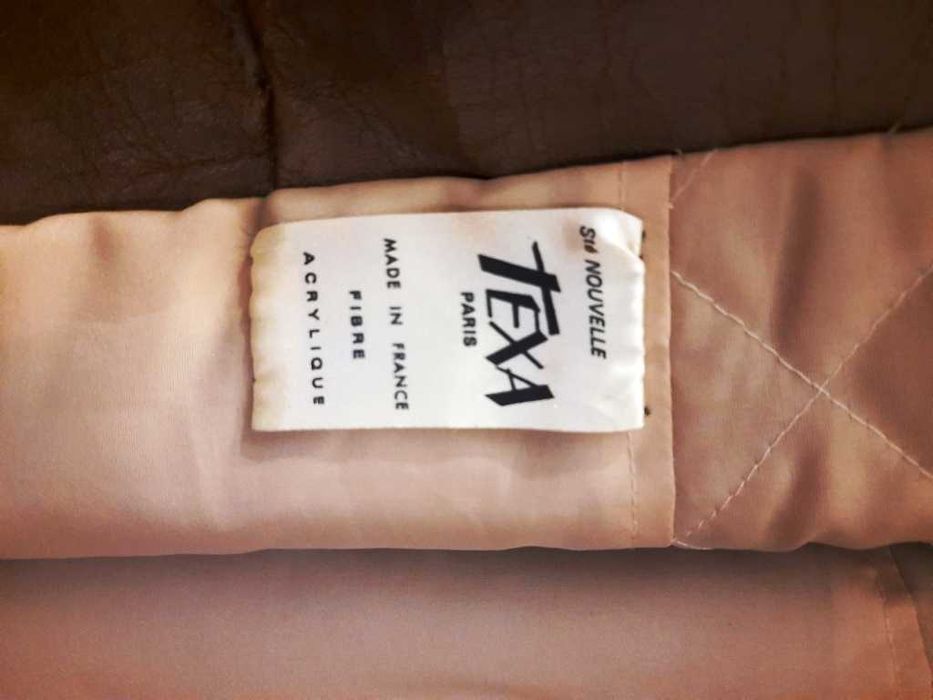 Sté NOUVELLE
TEXA
PARIS
MADE IN FRANCE
FIBRE
ACRYLIQUE